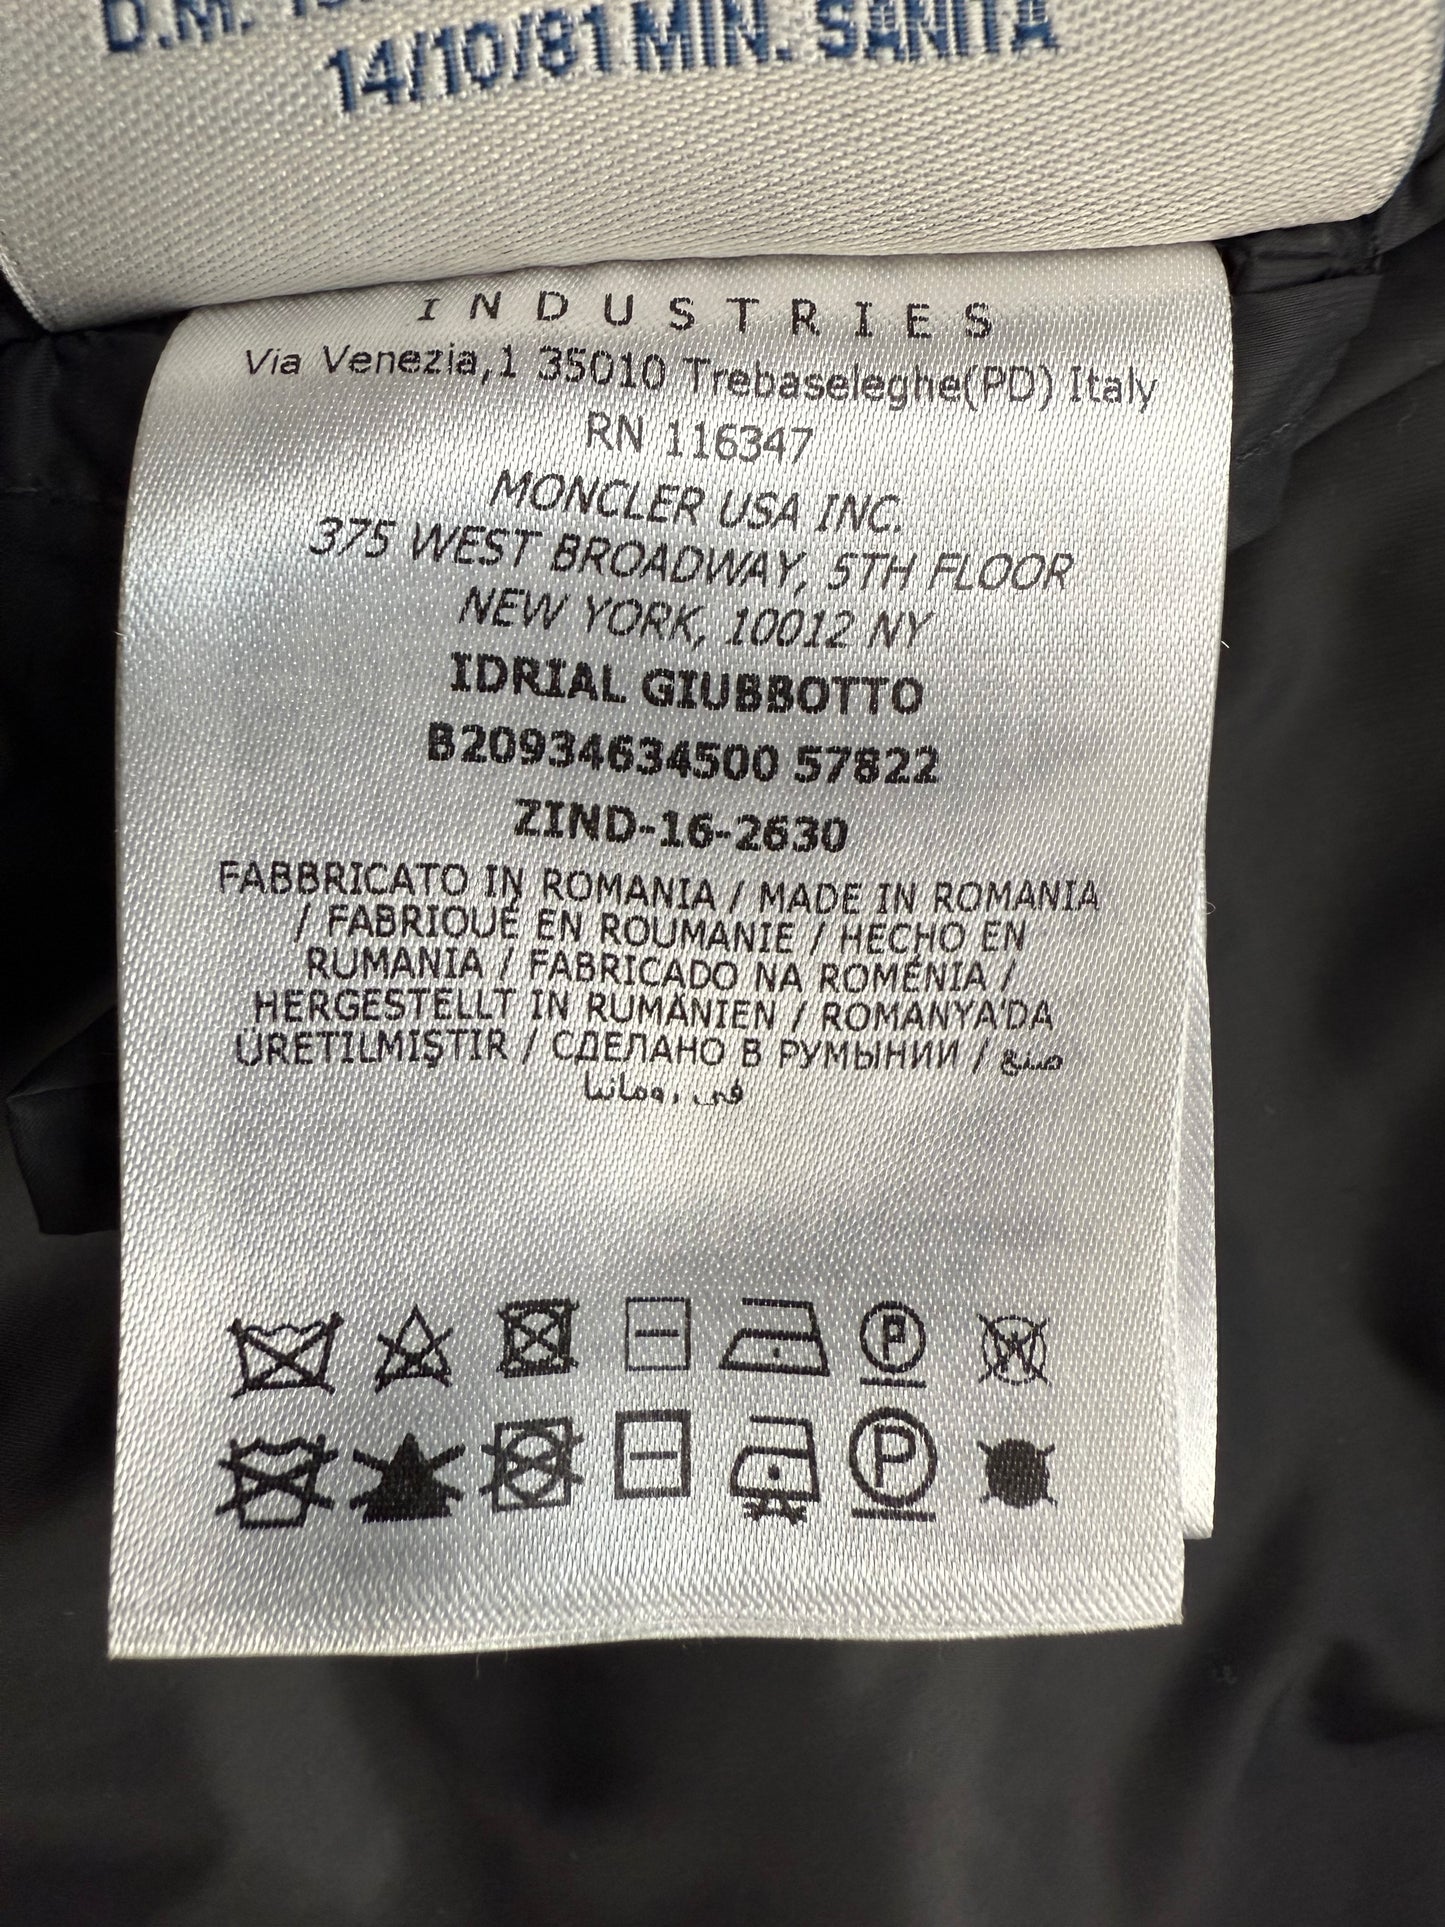 14/10/81 MIN. SANITA
INDUSTRIES
Via Venezia,1 35010 Trebaseleghe(PD) Italy
RN 116347
MONCLER USA INC.
375 WEST BROADWAY, 5TH FLOOR
NEW YORK, 10012 NY
IDRIAL GIUBBOTTO
B20934634500 57822
ZIND-16-2630
FABBRICATO IN ROMANIA / MADE IN ROMANIA
/ FABRIQUÉ EN ROUMANIE / HECHO EN
RUMANIA / FABRICADO NA ROMÉNIA /
HERGESTELLT IN RUMÄNIEN / ROMANYA'DA
ÜRETILMIŞTIR / СДЕЛАНО В РУМЫНИИ / صنع
في رومانيا
P
P